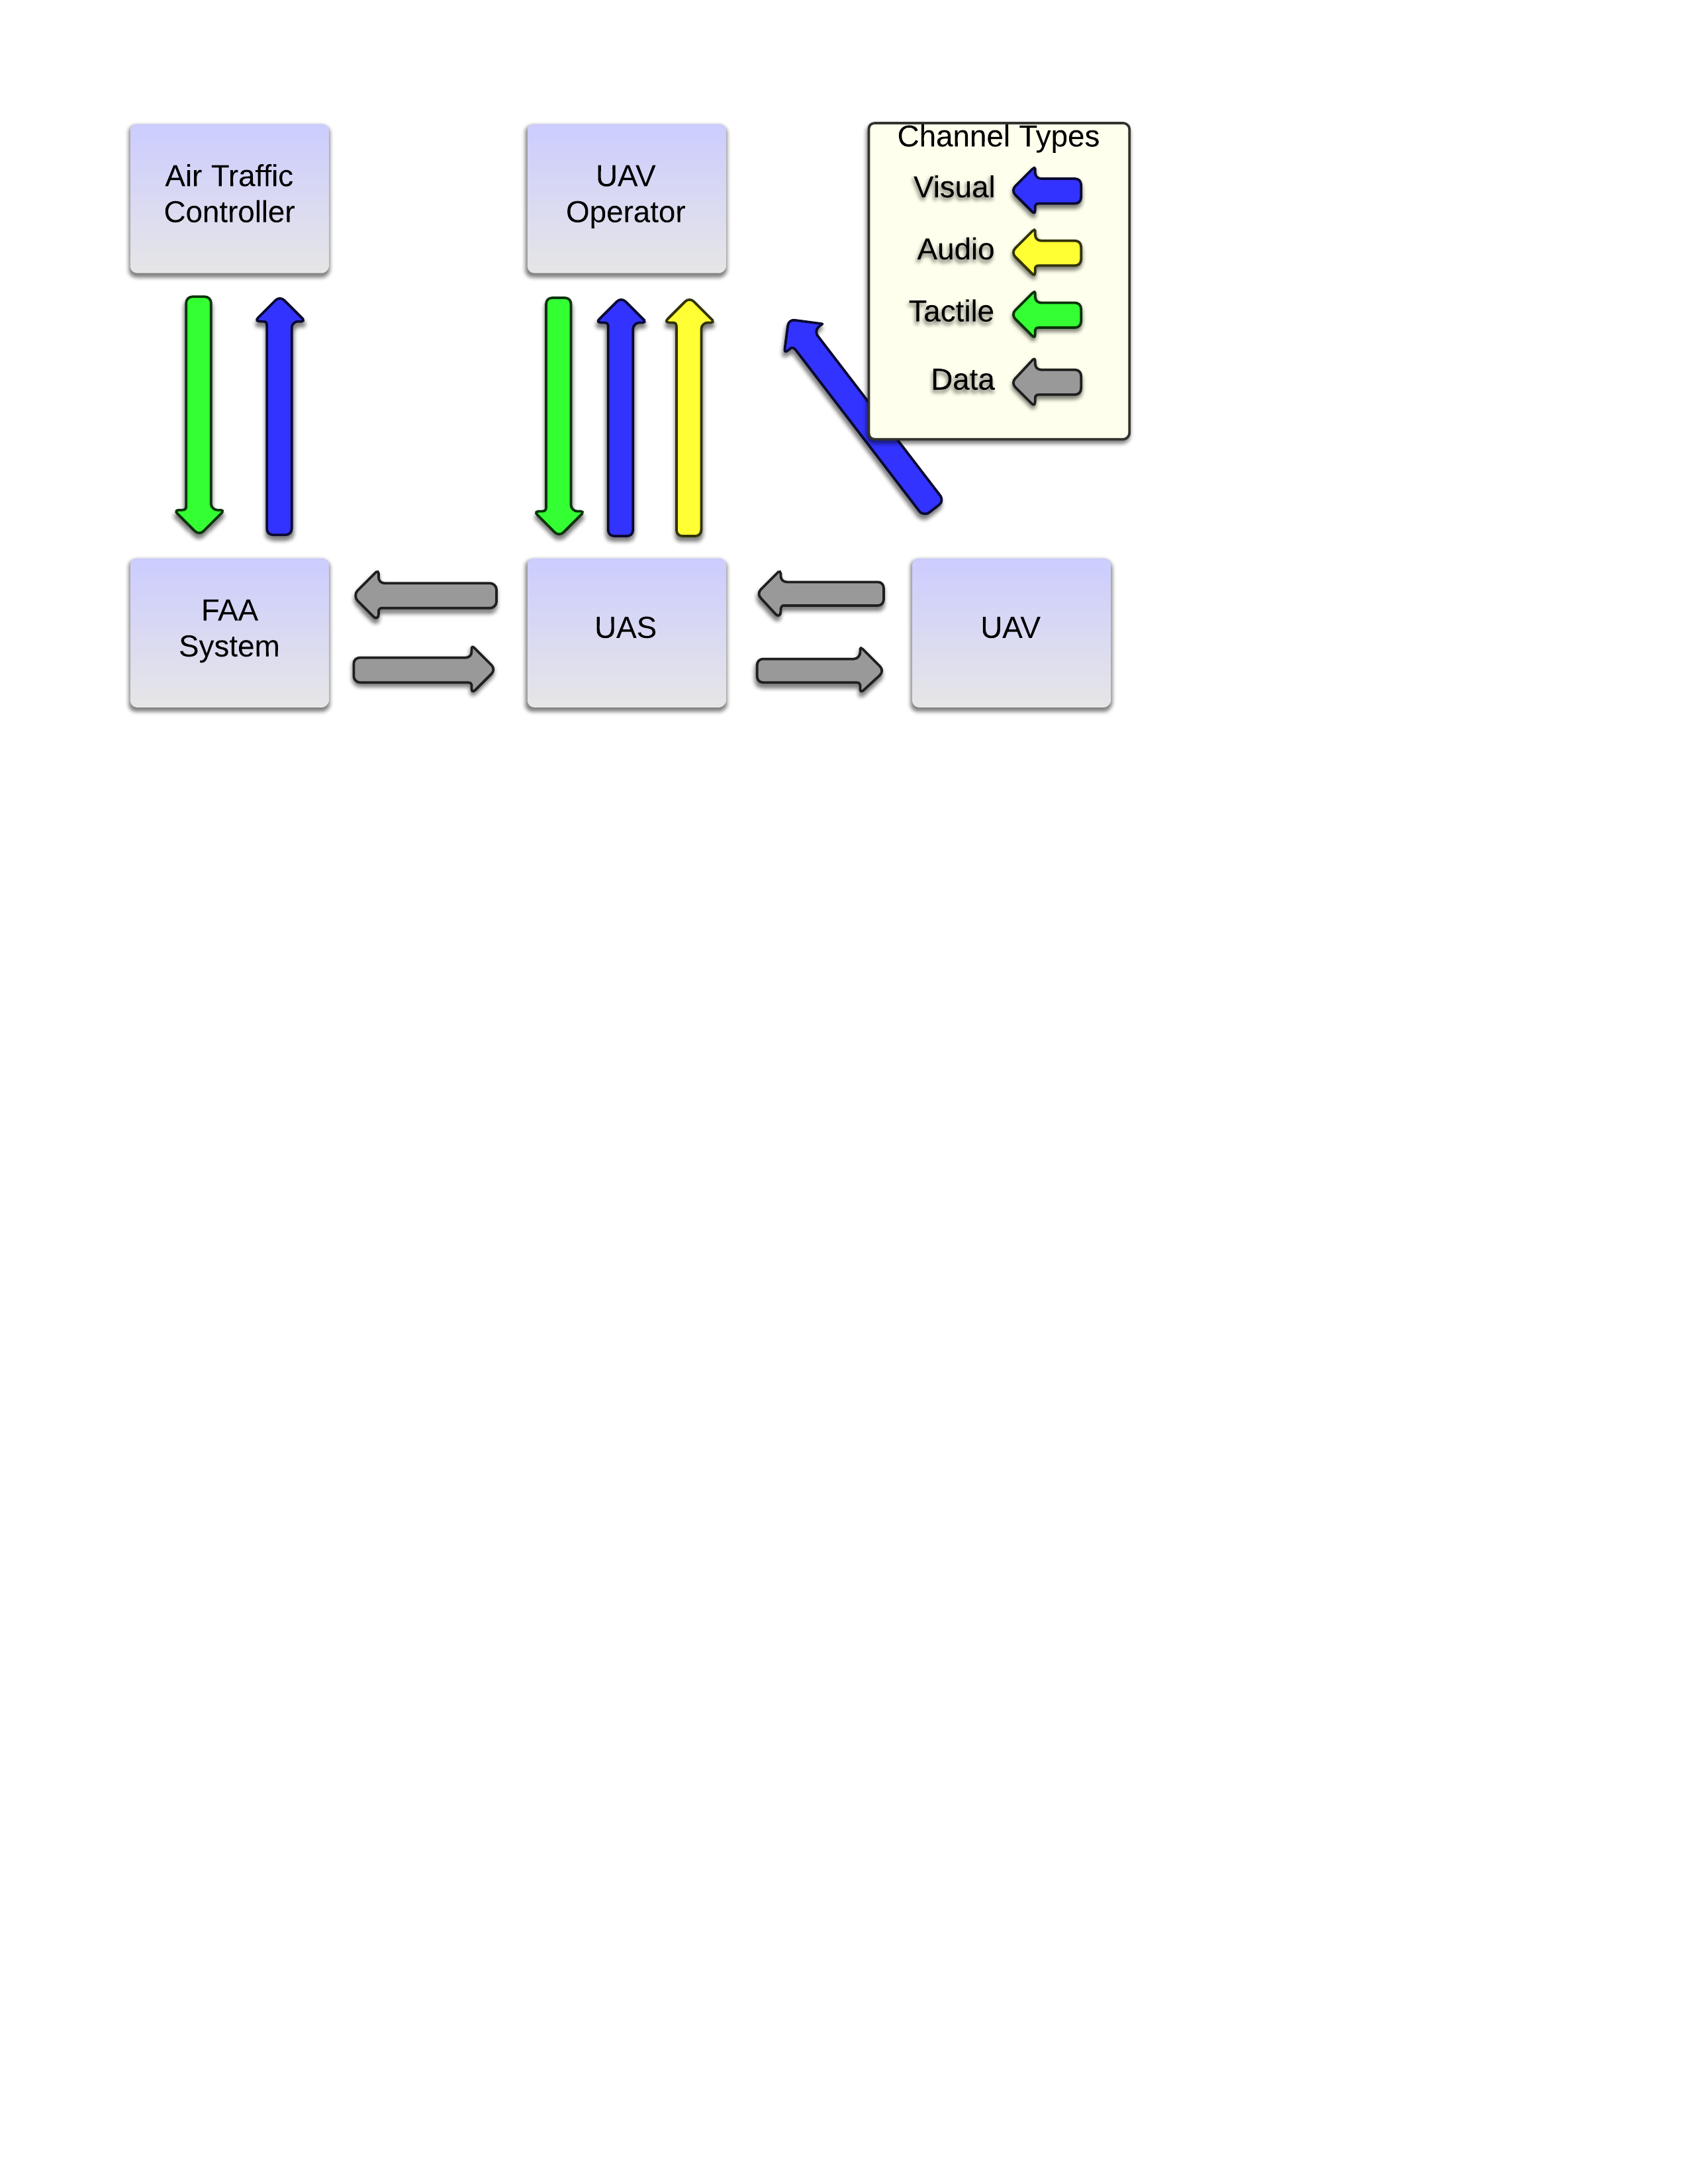 Air Traffic
Controller
UAV
Operator
Channel Types
Visual
Audio
Tactile
Data
FAA
System
UAS
UAV